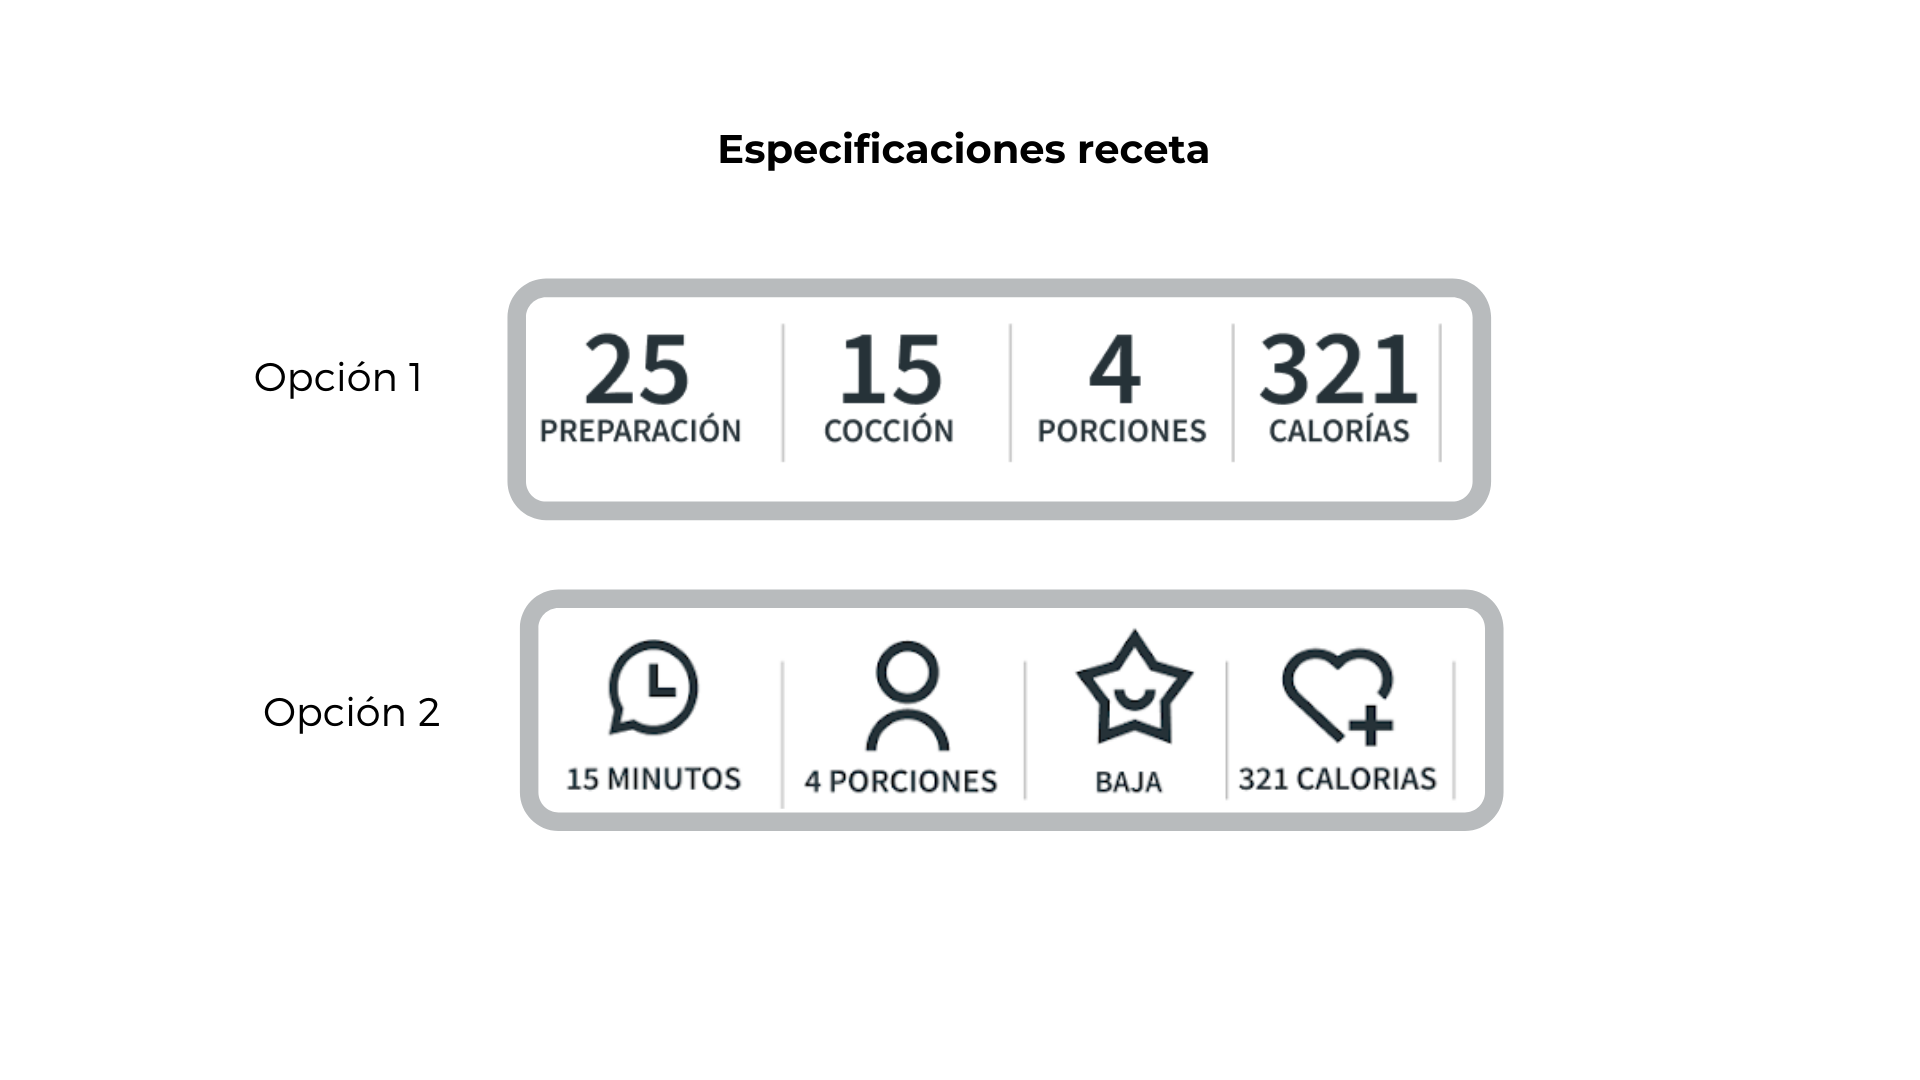 Especificaciones receta
Opción 1
25 15 4 321
PREPARACIÓN COCCIÓN PORCIONES CALORÍAS
Opción 2
15 MINUTOS 4 PORCIONES BAJA 321 CALORIAS